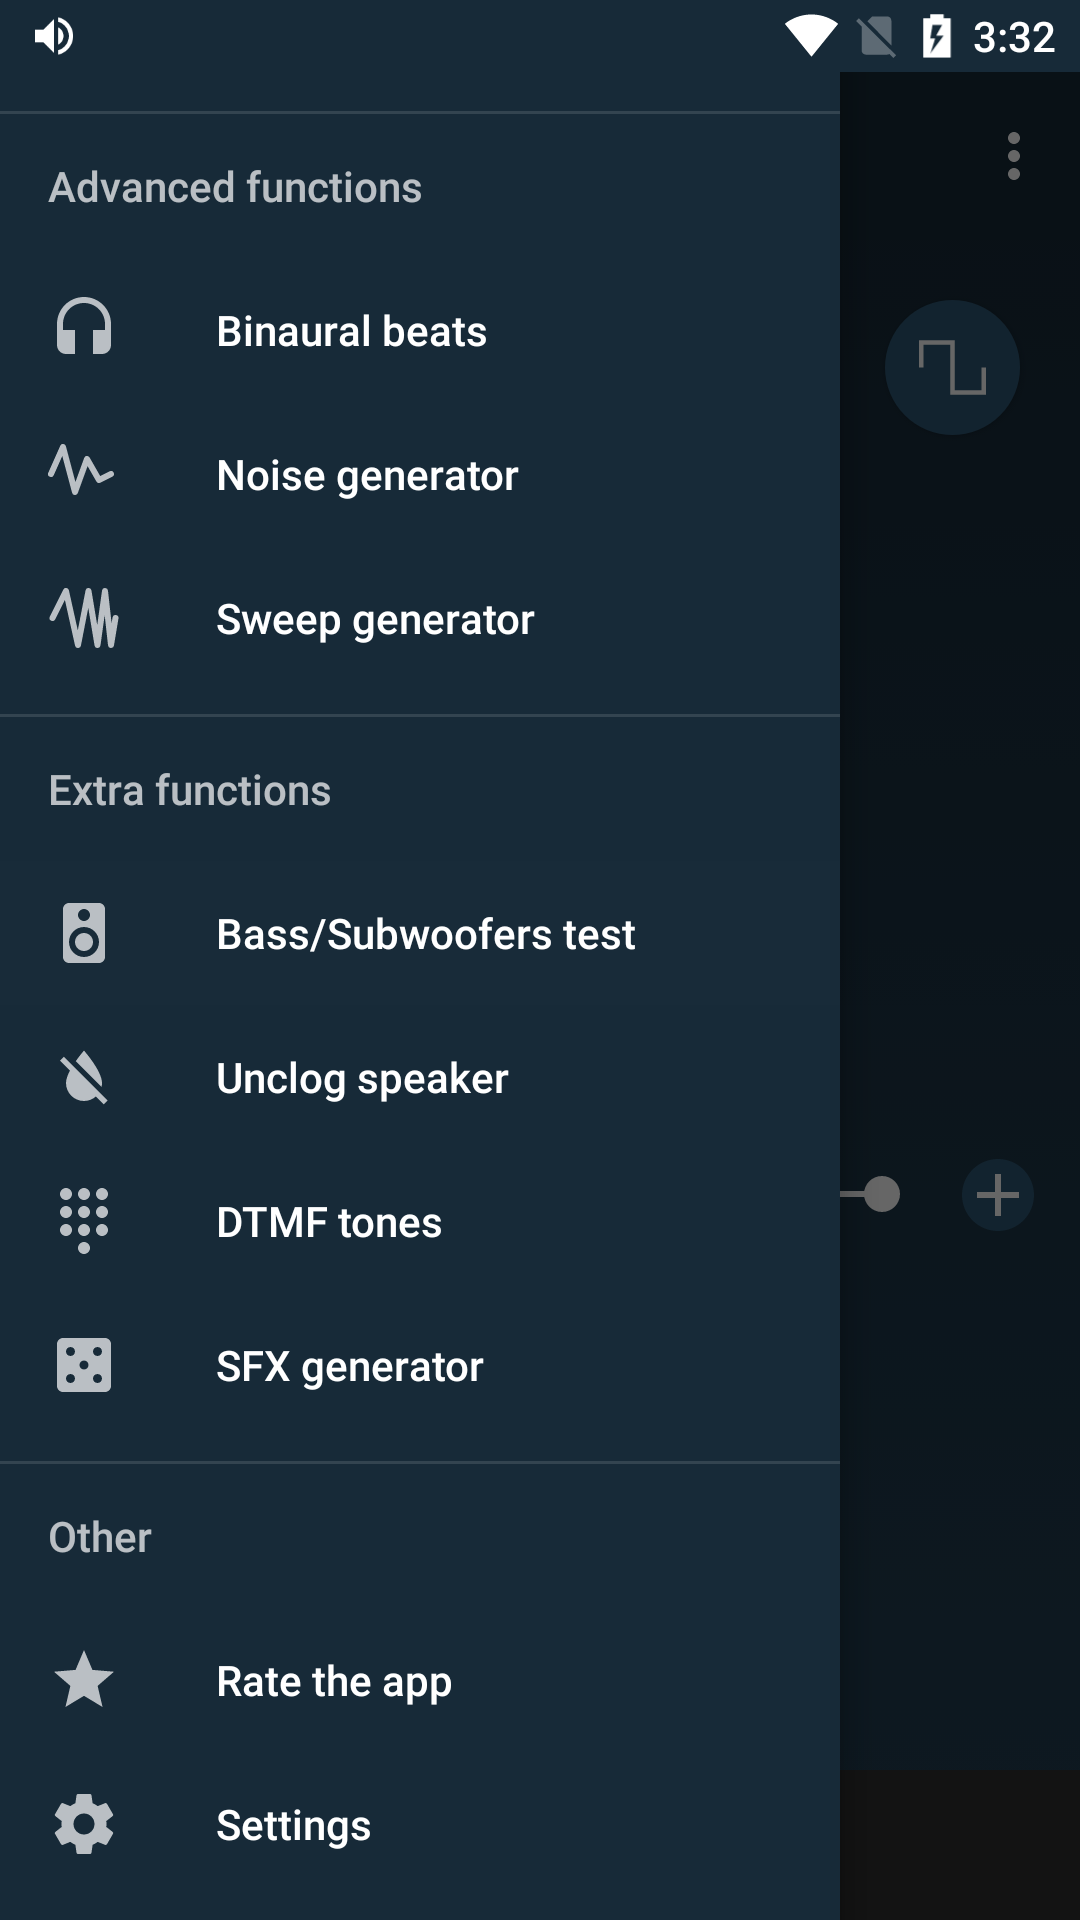 3:32
Advanced functions
Binaural beats
Noise generator
Sweep generator
Extra functions
Bass/Subwoofers test
Unclog speaker
DTMF tones
SFX generator
Other
Rate the app
Settings